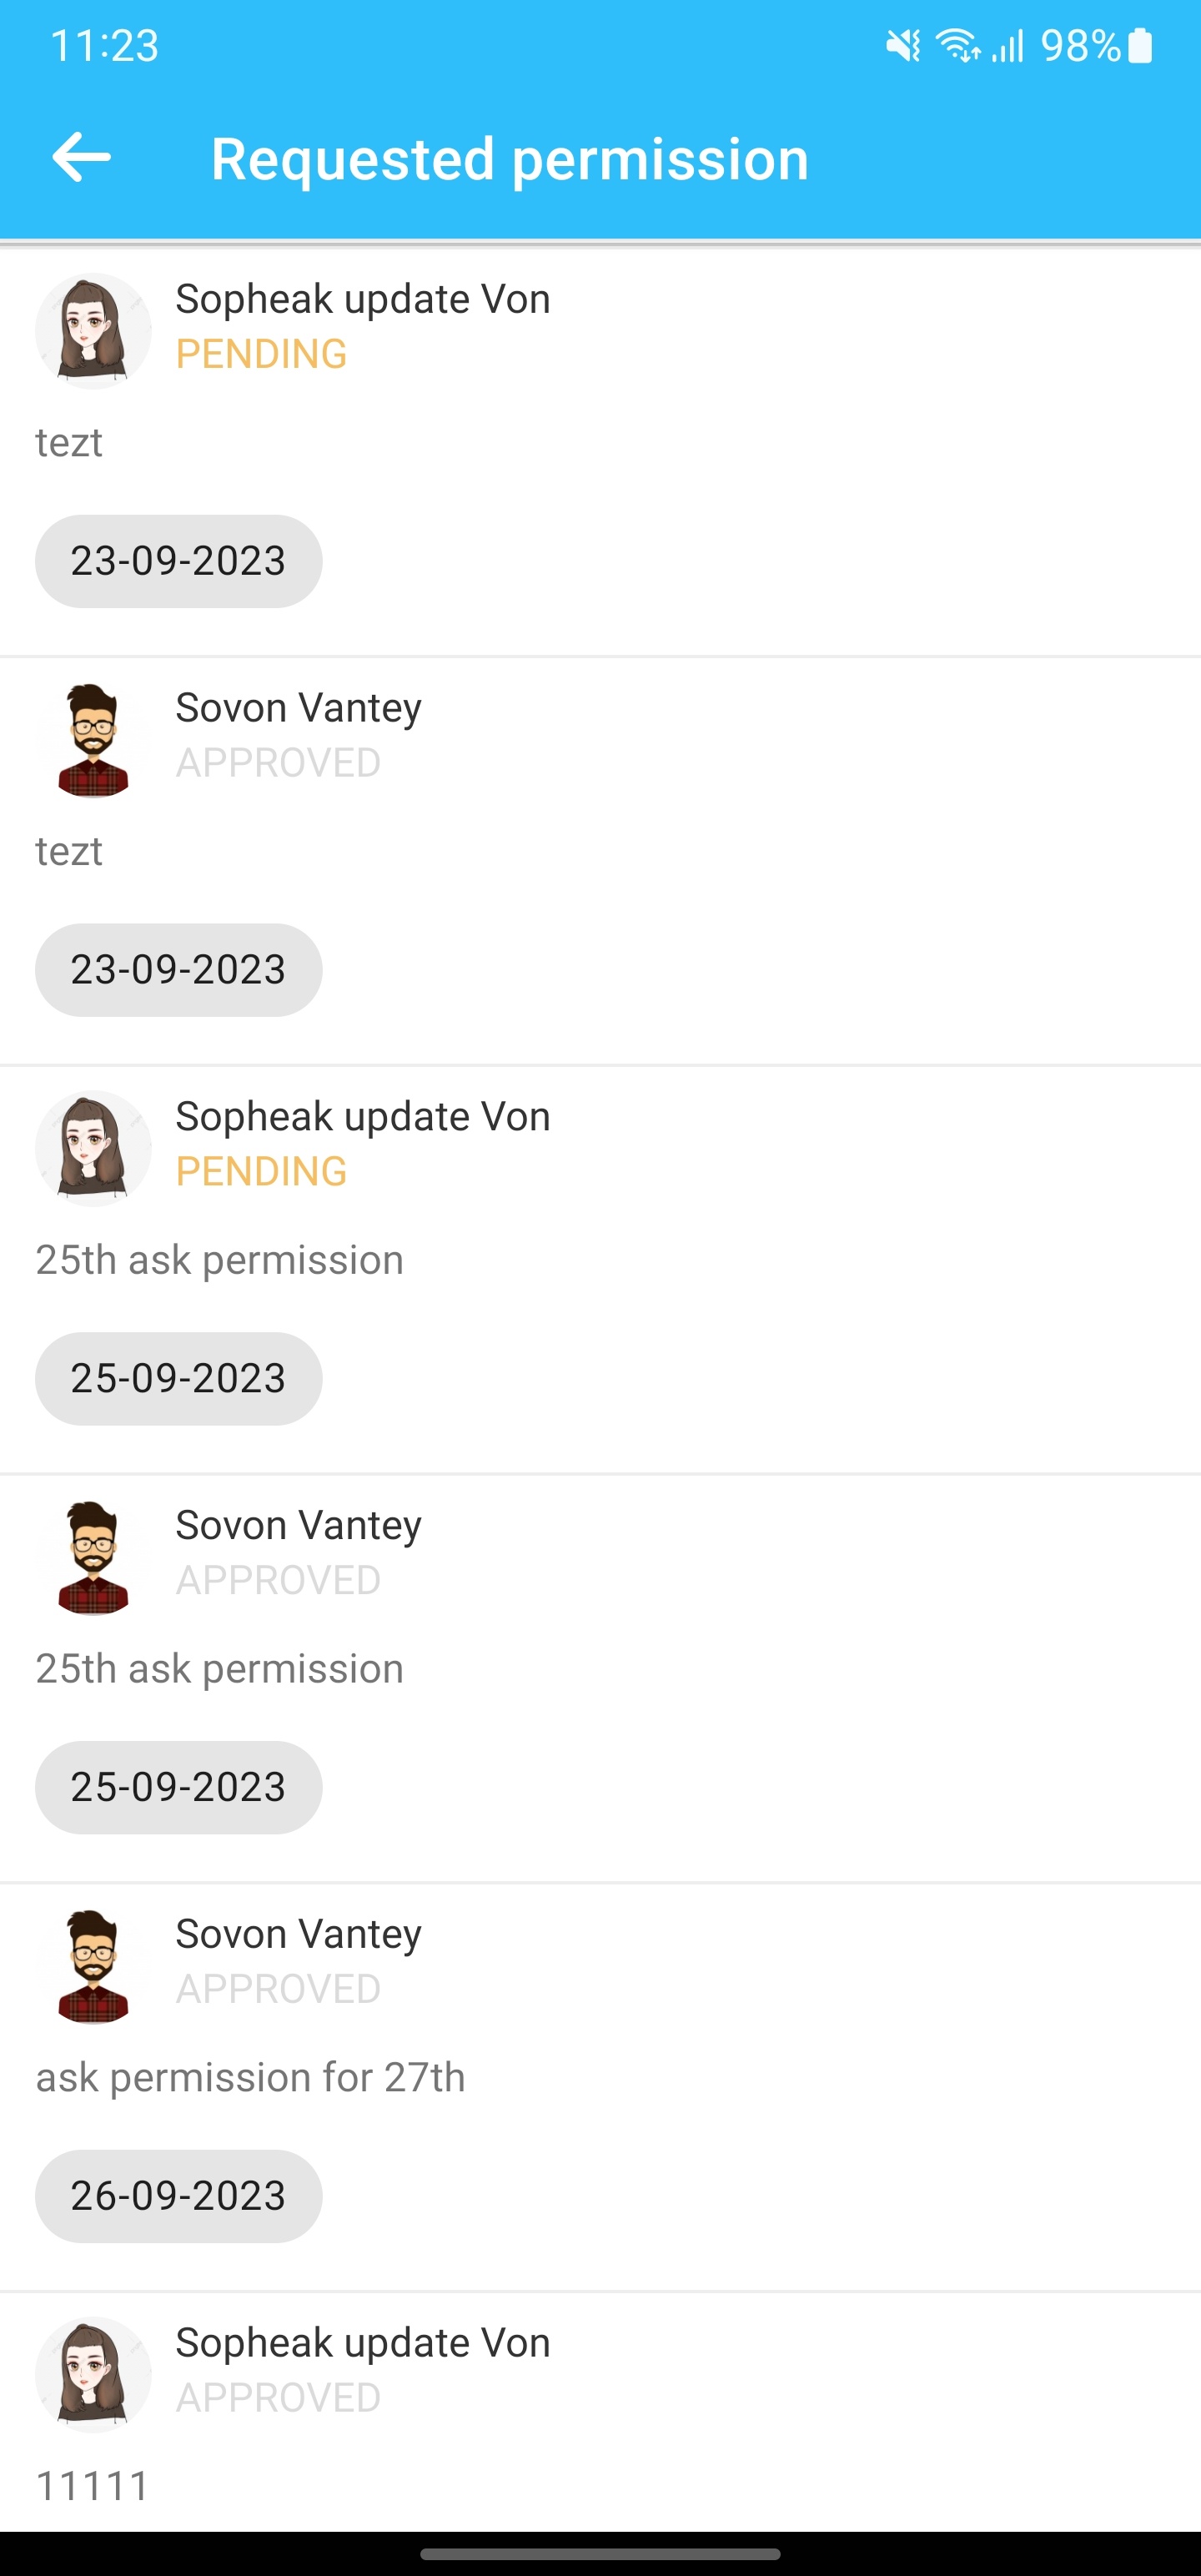 11:23
98%
Requested permission
Sopheak update Von
PENDING
tezt
23-09-2023
Sovon Vantey
APPROVED
tezt
23-09-2023
Sopheak update Von
PENDING
25th ask permission
25-09-2023
Sovon Vantey
APPROVED
25th ask permission
25-09-2023
Sovon Vantey
APPROVED
ask permission for 27th
26-09-2023
Sopheak update Von
APPROVED
11111